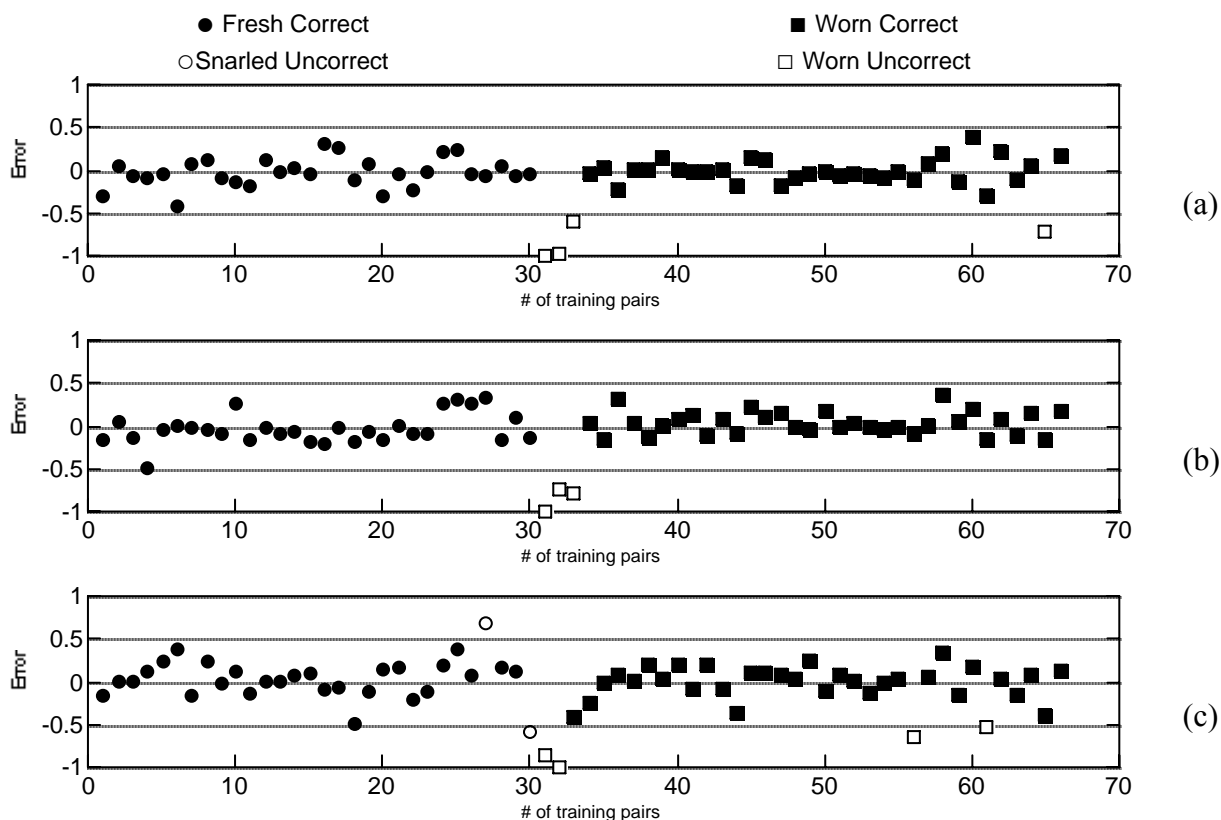 Fresh Correct Worn Correct
Snarled Uncorrect Worn Uncorrect
1
0.5
0
-0.5
-1
Error
0 10 20 30 40 50 60 70
# of training pairs
(a)
1
0.5
0
-0.5
-1
Error
0 10 20 30 40 50 60 70
# of training pairs
(b)
1
0.5
0
-0.5
-1
Error
0 10 20 30 40 50 60 70
# of training pairs
(c)